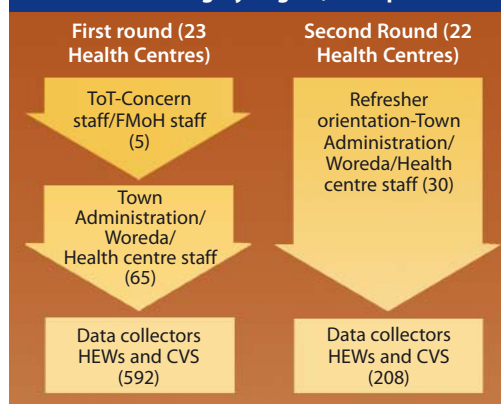 First round (23
Health Centres)
ToT-Concern
staff/FMoH staff
(5)
Town
Administration/
Woreda/
Health centre staff
(65)
Data collectors
HEWs and CVS
(592)
Second Round (22
Health Centres)
Refresher
orientation-Town
Administration/
Woreda/Health
centre staff (30)
Data collectors
HEWs and CVS
(208)